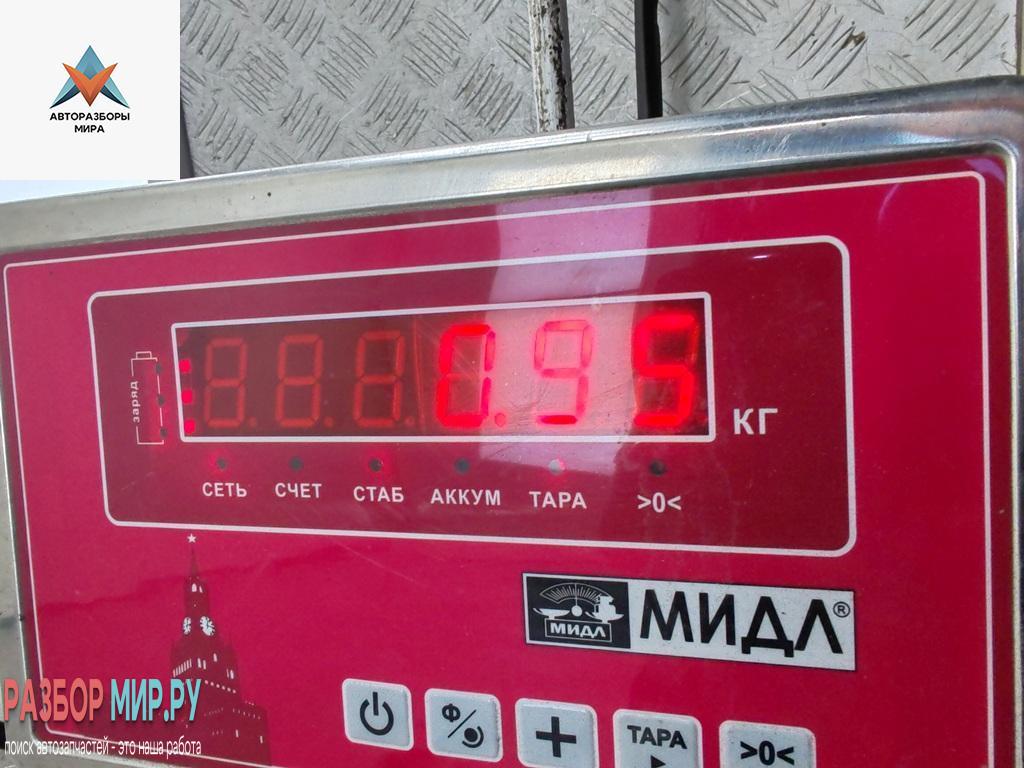 АВТОРАЗБОРЫ
МИРА
заряд
0.95
КГ
СЕТЬ СЧЕТ СТАБ АККУМ ТАРА >0<
МИДЛ
МИДЛ®
РАЗБОР МИР.РУ
поиск автозапчастей - это наша работа
Ф/
+
ТАРА
>0<